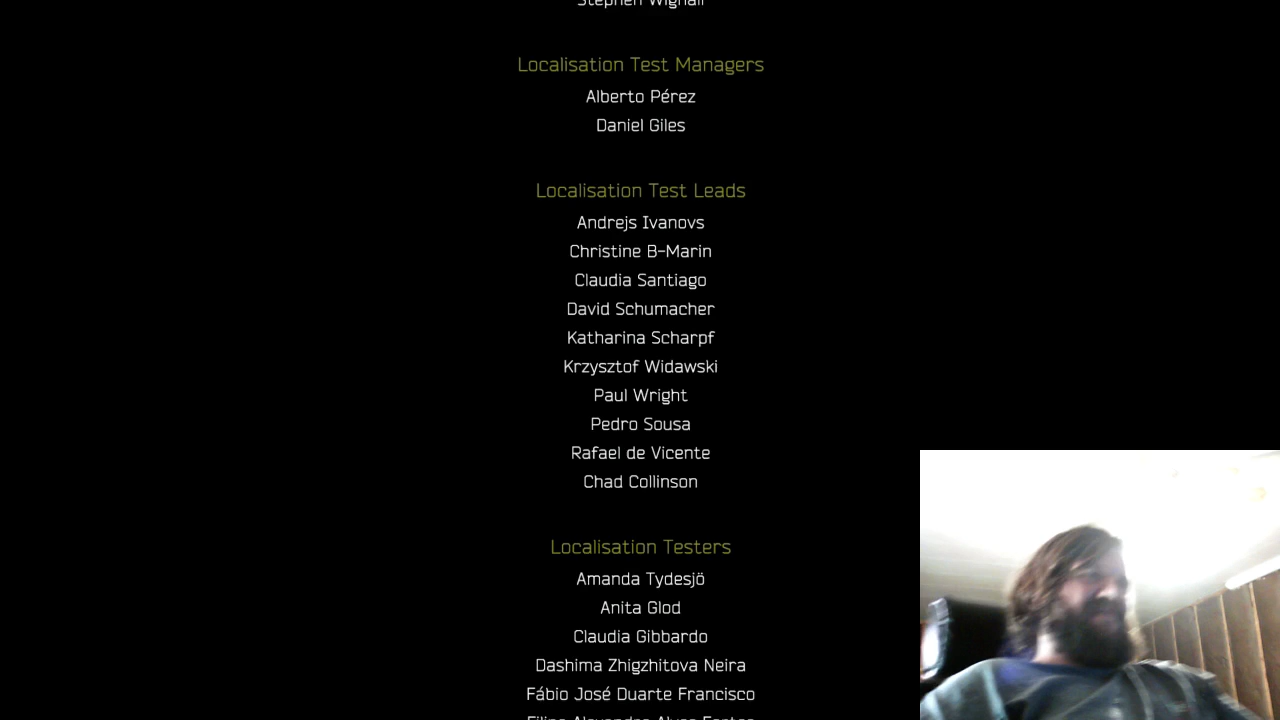 Stephen Wignall
Localisation Test Managers
Alberto Pérez
Daniel Giles
Localisation Test Leads
Andrejs Ivanovs
Christine B-Marin
Claudia Santiago
David Schumacher
Katharina Scharpf
Krzysztof Widawski
Paul Wright
Pedro Sousa
Rafael de Vicente
Chad Collinson
Localisation Testers
Amanda Tydesjö
Anita Glod
Claudia Gibbardo
Dashima Zhigzhitova Neira
Fábio José Duarte Francisco